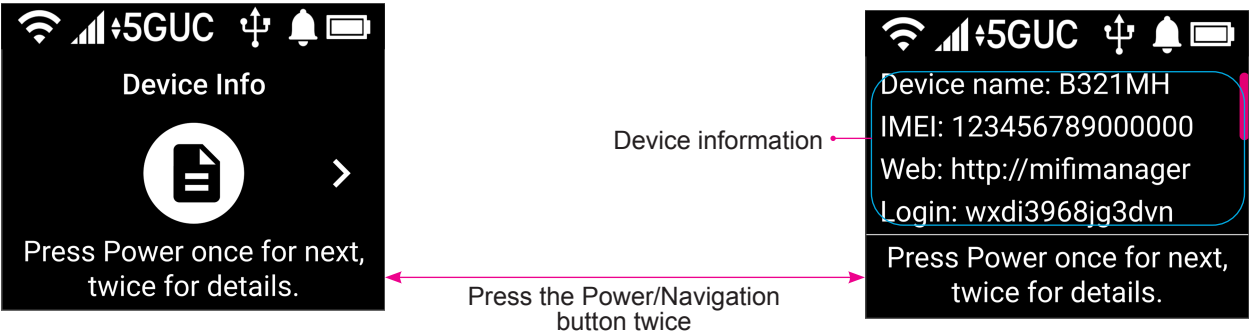 5GUC
Device Info
Press Power once for next,
twice for details.
Device information
Press the Power/Navigation
button twice
5GUC
Device name: B321MH
IMEI: 123456789000000
Web: http://mifimanager
Login: wxdi3968jg3dvn
Press Power once for next,
twice for details.